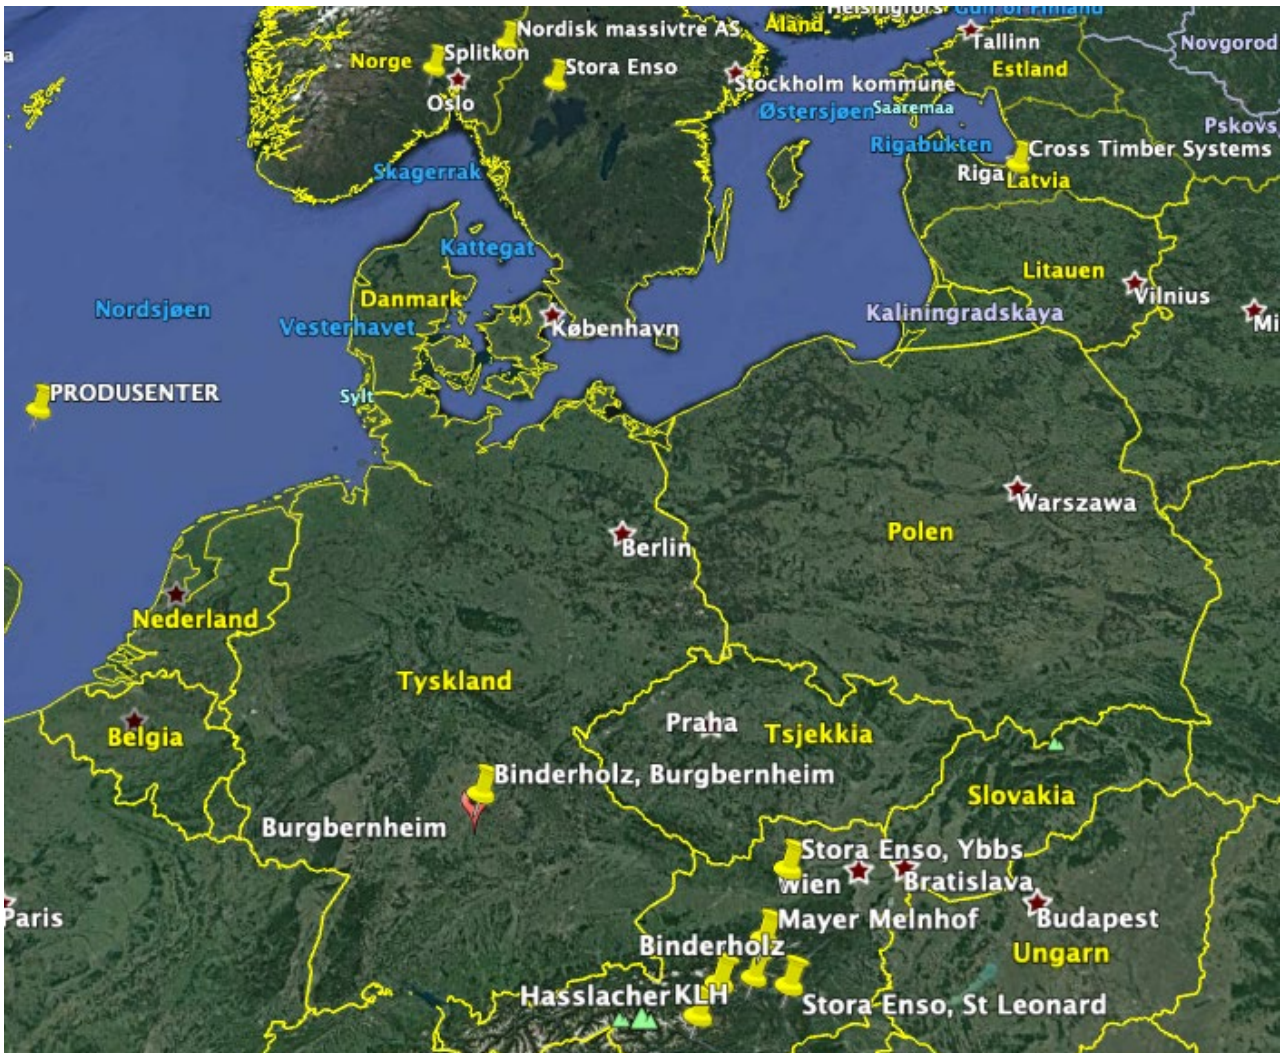 Helsingfors
Gulf of Finland
Åland
Nordisk massivtre AS
Tallinn
Novgorod
Norge
Splitkon
Stora Enso
Estland
a
Stockholm kommune
Oslo
Østersjøen
Saaremaa
Pskovs
Rigabukten
Cross Timber Systems
Skagerrak
Riga
Latvia
Kattegat
Litauen
Danmark
Vilnius
Nordsjøen
Vesterhavet
København
Kaliningradskaya
Mi
PRODUSENTER
Sylt
Warszawa
Polen
Berlin
Nederland
Tyskland
Praha
Tsjekkia
Belgia
Binderholz, Burgbernheim
Slovakia
Burgbernheim
Stora Enso, Ybbs
Wien
Bratislava
Paris
Mayer Melnhof
Budapest
Binderholz
Ungarn
Hasslacher
KLH
Stora Enso, St Leonard